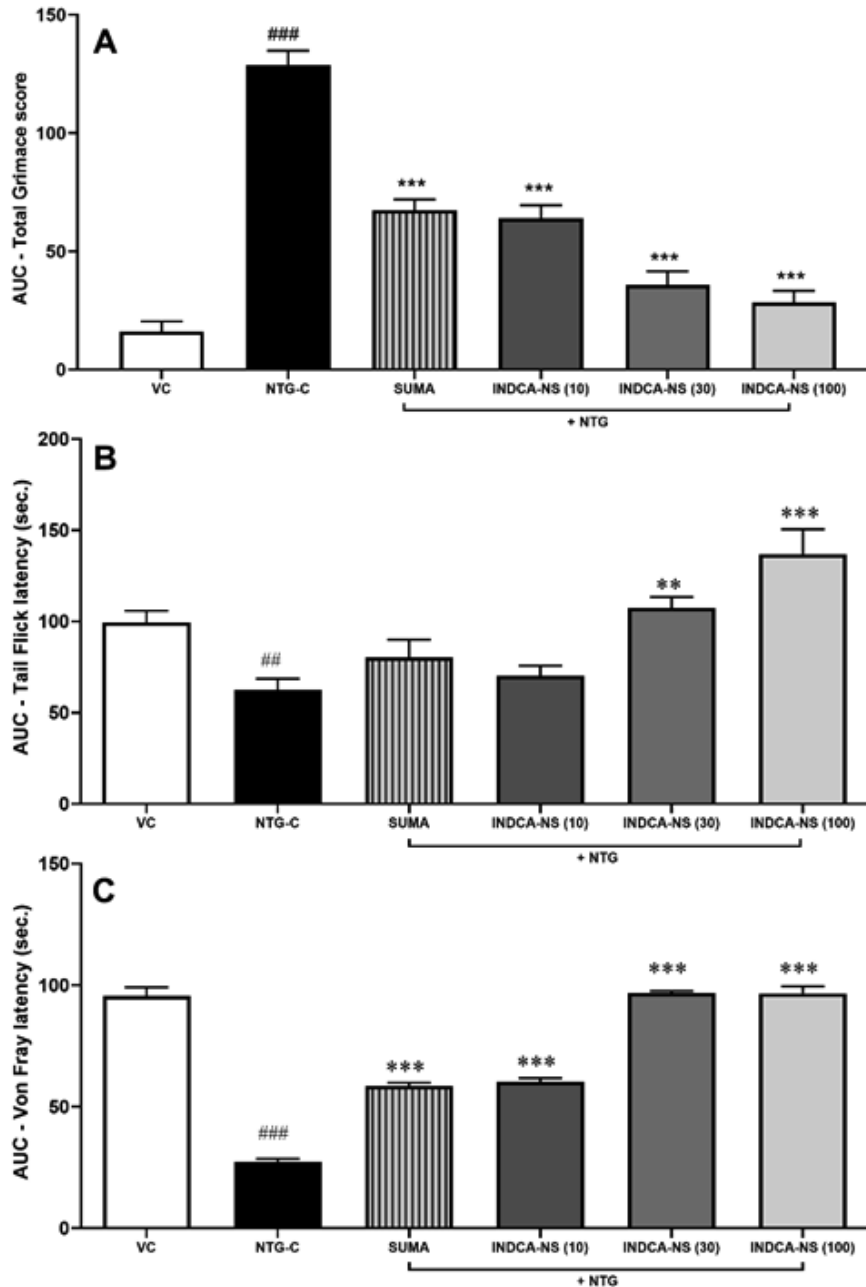 A
AUC - Total Grimace score
150
100
50
0
###
***
***
***
***
VC NTG-C SUMA INDCA-NS (10) INDCA-NS (30) INDCA-NS (100)
+ NTG
B
AUC - Tail Flick latency (sec.)
200
150
100
50
0
##
**
***
VC NTG-C SUMA INDCA-NS (10) INDCA-NS (30) INDCA-NS (100)
+ NTG
C
AUC - Von Fray latency (sec.)
150
100
50
0
###
***
***
***
***
VC NTG-C SUMA INDCA-NS (10) INDCA-NS (30) INDCA-NS (100)
+ NTG